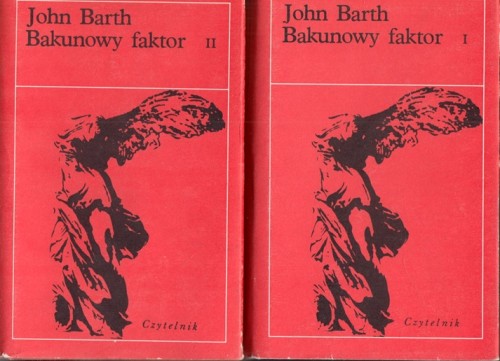 John Barth
Bakunowy faktor II
Czytelnik
John Barth
Bakunowy faktor I
Czytelnik